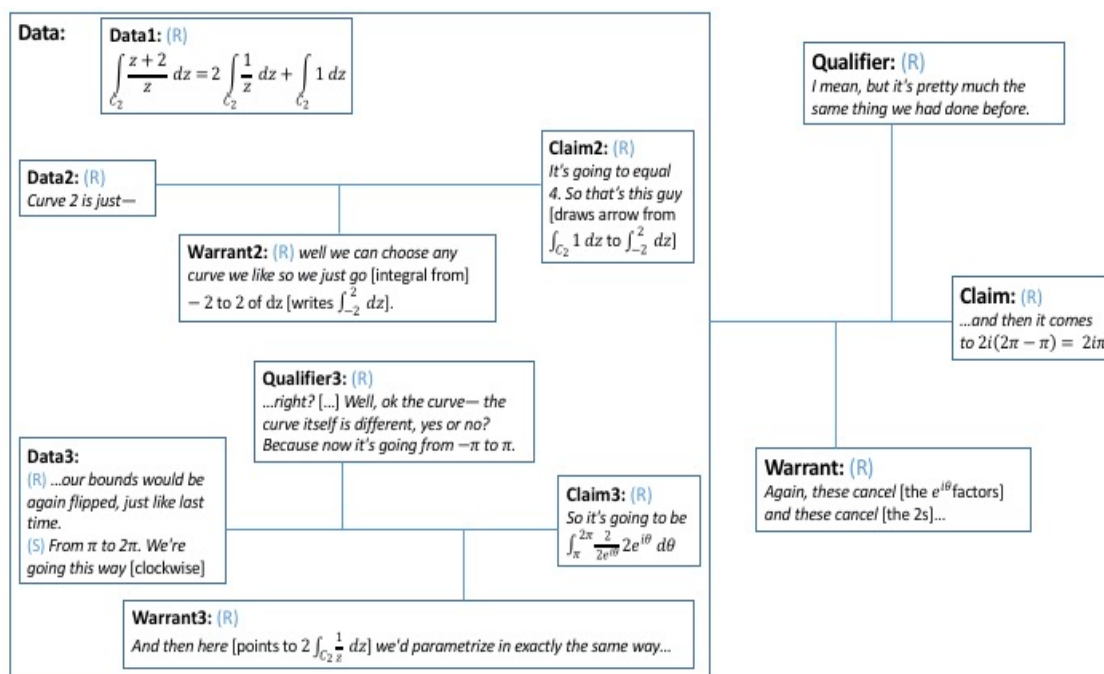 Data:
Data1: (R)
∫_{C₂} (z + 2)/z dz = 2 ∫_{C₂} 1/z dz + ∫_{C₂} 1 dz
Qualifier: (R)
I mean, but it's pretty much the
same thing we had done before.
Data2: (R)
Curve 2 is just—
Claim2: (R)
It's going to equal
4. So that's this guy
[draws arrow from
∫_{C₂} 1 dz to ∫_{−2}^{2} dz]
Warrant2: (R) well we can choose any
curve we like so we just go [integral from]
− 2 to 2 of dz [writes ∫_{−2}^{2} dz].
Claim: (R)
...and then it comes
to 2i(2π − π) = 2iπ
Qualifier3: (R)
...right? [...] Well, ok the curve— the
curve itself is different, yes or no?
Because now it's going from −π to π.
Data3:
(R) ...our bounds would be
again flipped, just like last
time.
(S) From π to 2π. We're
going this way [clockwise]
Claim3: (R)
So it's going to be
∫_{π}^{2π} 2/(2e^{iθ}) 2e^{iθ} dθ
Warrant: (R)
Again, these cancel [the e^{iθ} factors]
and these cancel [the 2s]...
Warrant3: (R)
And then here [points to 2 ∫_{C₂} 1/z dz] we'd parametrize in exactly the same way...